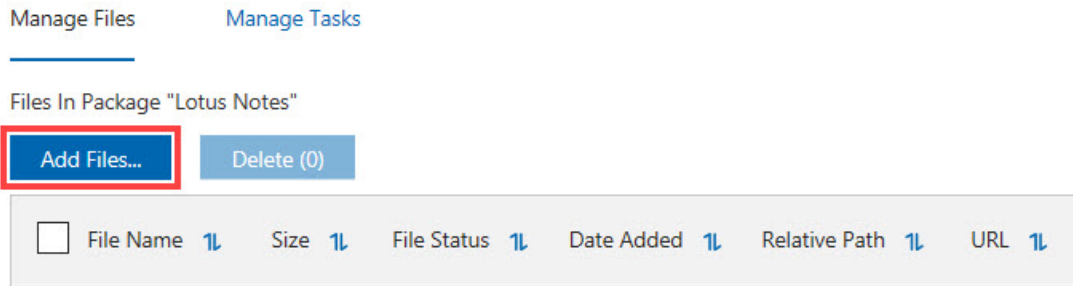 Manage Files Manage Tasks
Files In Package "Lotus Notes"
Add Files... Delete (0)
File Name Size File Status Date Added Relative Path URL